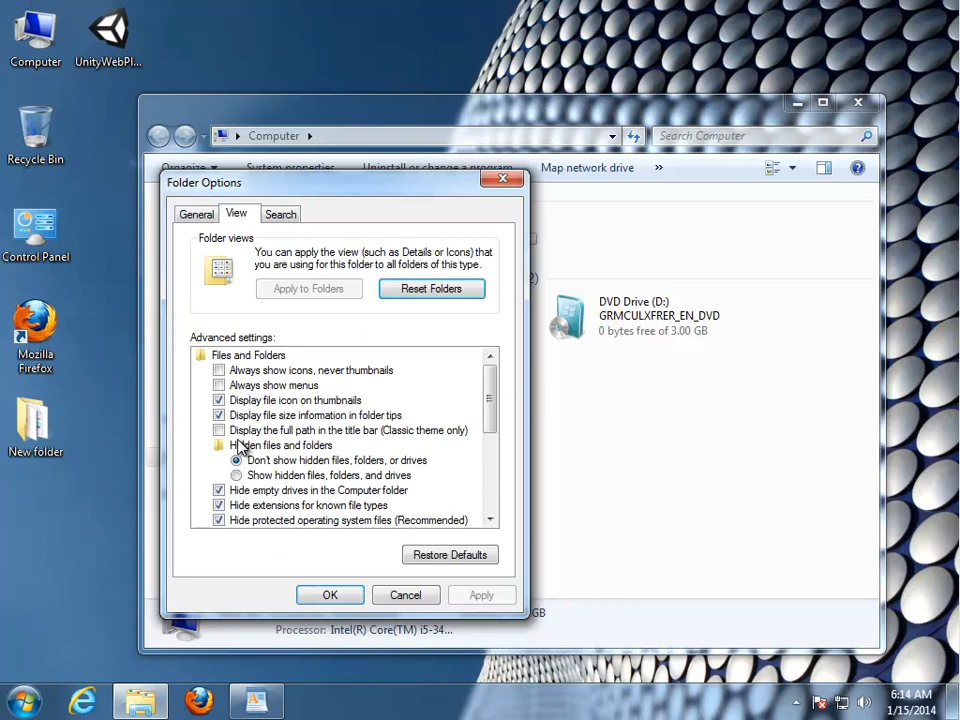 Computer
UnityWebPl...
Recycle Bin
Control Panel
Mozilla
Firefox
New folder
Computer
Search Computer
Organize
System properties
Uninstall or change a program
Map network drive
»
Folder Options
General
View
Search
Folder views
You can apply the view (such as Details or Icons) that
you are using for this folder to all folders of this type.
Apply to Folders
Reset Folders
Advanced settings:
Files and Folders
Always show icons, never thumbnails
Always show menus
Display file icon on thumbnails
Display file size information in folder tips
Display the full path in the title bar (Classic theme only)
Hidden files and folders
Don't show hidden files, folders, or drives
Show hidden files, folders, and drives
Hide empty drives in the Computer folder
Hide extensions for known file types
Hide protected operating system files (Recommended)
Restore Defaults
OK
Cancel
Apply
2)
DVD Drive (D:)
GRMCULXFRER_EN_DVD
0 bytes free of 3.00 GB
GB
Processor: Intel(R) Core(TM) i5-34...
6:14 AM
1/15/2014